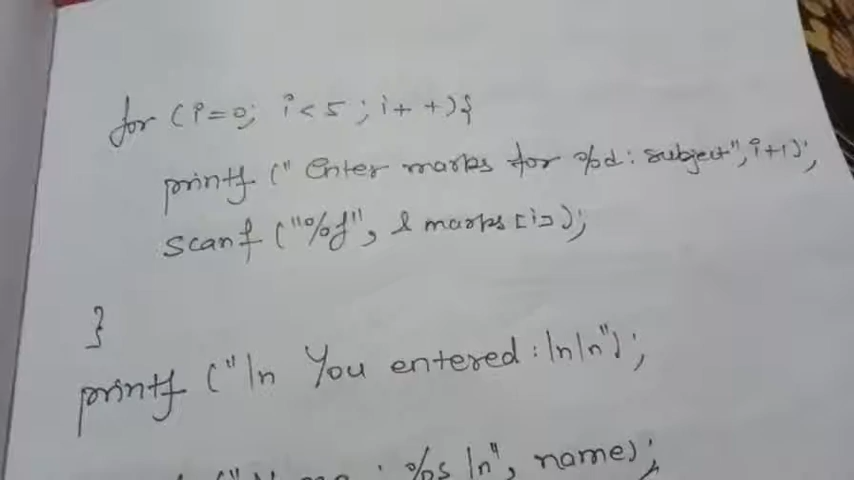 for (i=0; i<5; i++){
printf (" Enter marks for %d: subject", i+1);
scanf ("%f", & marks [i]);
}
printf ("\n You entered: \n\n");
%s \n", name);